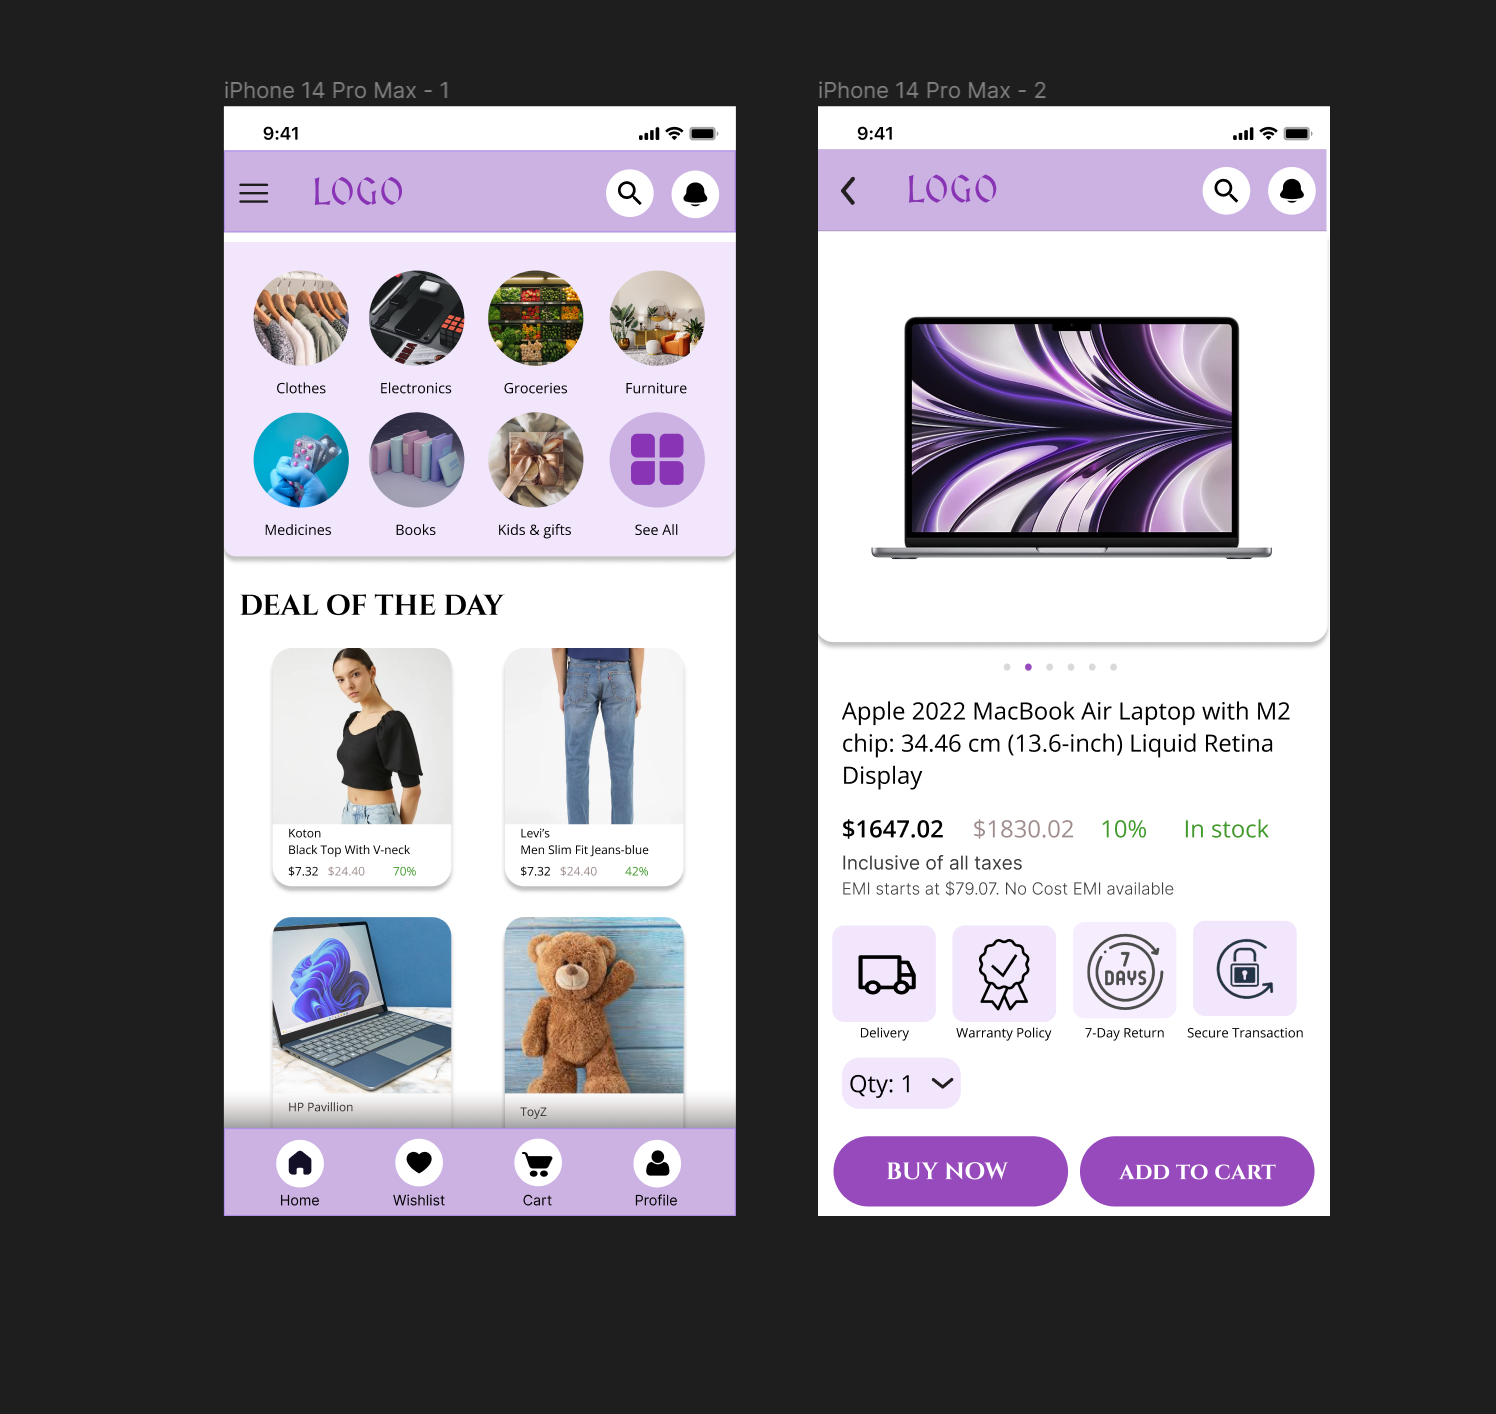 iPhone 14 Pro Max - 1
9:41
LOGO
Clothes
Electronics
Groceries
Furniture
Medicines
Books
Kids & gifts
See All
DEAL OF THE DAY
Koton
Black Top With V-neck
$7.32 $24.40 70%
Levi's
Men Slim Fit Jeans-blue
$7.32 $24.40 42%
HP Pavillion
ToyZ
Home
Wishlist
Cart
Profile
iPhone 14 Pro Max - 2
9:41
LOGO
Apple 2022 MacBook Air Laptop with M2
chip: 34.46 cm (13.6-inch) Liquid Retina
Display
$1647.02 $1830.02 10% In stock
Inclusive of all taxes
EMI starts at $79.07. No Cost EMI available
7
DAYS
Delivery
Warranty Policy
7-Day Return
Secure Transaction
Qty: 1
BUY NOW
ADD TO CART